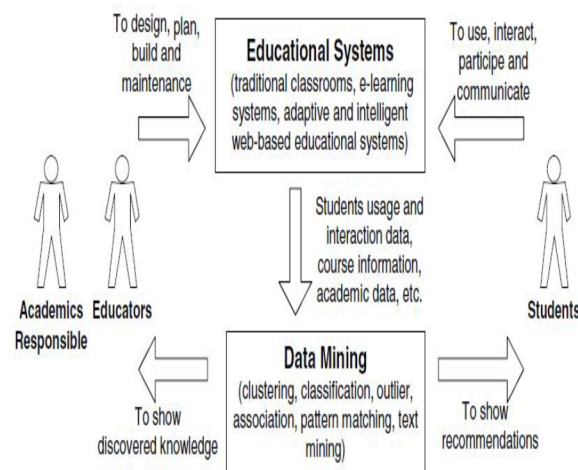 To design, plan,
build and
maintenance
Educational Systems
(traditional classrooms, e-learning
systems, adaptive and intelligent
web-based educational systems)
To use, interact,
participe and
communicate
Students usage and
interaction data,
course information,
academic data, etc.
Academics
Responsible
Educators
Students
Data Mining
(clustering, classification, outlier,
association, pattern matching, text
mining)
To show
discovered knowledge
To show
recommendations